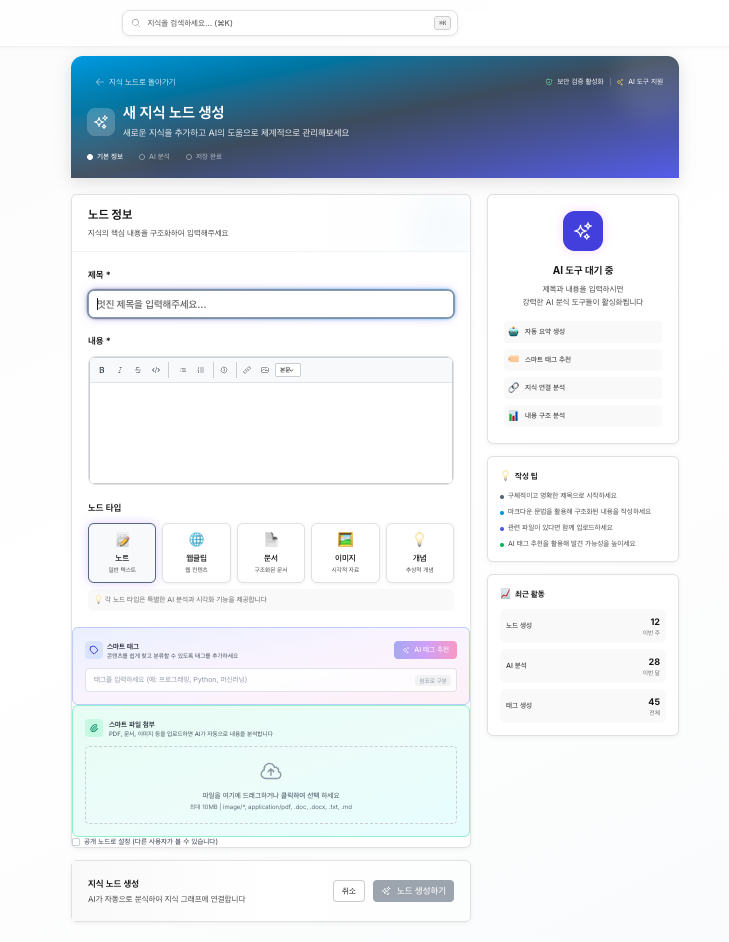 지식을 검색하세요... (⌘K)
⌘K
지식 노드로 돌아가기
보안 검증 활성화 | AI 도구 지원
새 지식 노드 생성
새로운 지식을 추가하고 AI의 도움으로 체계적으로 관리해보세요
기본 정보
AI 분석
저장 완료
노드 정보
지식의 핵심 내용을 구조화하여 입력해주세요
제목 *
멋진 제목을 입력해주세요...
내용 *
B I S </> 본문
노드 타입
노트
일반 텍스트
웹클립
웹 컨텐츠
문서
구조화된 문서
이미지
시각적 자료
개념
추상적 개념
각 노드 타입은 특별한 AI 분석과 시각화 기능을 제공합니다
스마트 태그
콘텐츠를 쉽게 찾고 분류할 수 있도록 태그를 추가하세요
AI 태그 추천
태그를 입력하세요 (예: 프로그래밍, Python, 머신러닝)
쉼표로 구분
스마트 파일 첨부
PDF, 문서, 이미지 등을 업로드하면 AI가 자동으로 내용을 분석합니다
파일을 여기에 드래그하거나 클릭하여 선택 하세요
최대 10MB | image/*, application/pdf, .doc, .docx, .txt, .md
공개 노드로 설정 (다른 사용자가 볼 수 있습니다)
지식 노드 생성
AI가 자동으로 분석하여 지식 그래프에 연결합니다
취소
노드 생성하기
AI 도구 대기 중
제목과 내용을 입력하시면
강력한 AI 분석 도구들이 활성화됩니다
자동 요약 생성
스마트 태그 추천
지식 연결 분석
내용 구조 분석
작성 팁
구체적이고 명확한 제목으로 시작하세요
마크다운 문법을 활용해 구조화된 내용을 작성하세요
관련 파일이 있다면 함께 업로드하세요
AI 태그 추천을 활용해 발견 가능성을 높이세요
최근 활동
노드 생성
12
이번 주
AI 분석
28
이번 달
태그 생성
45
전체